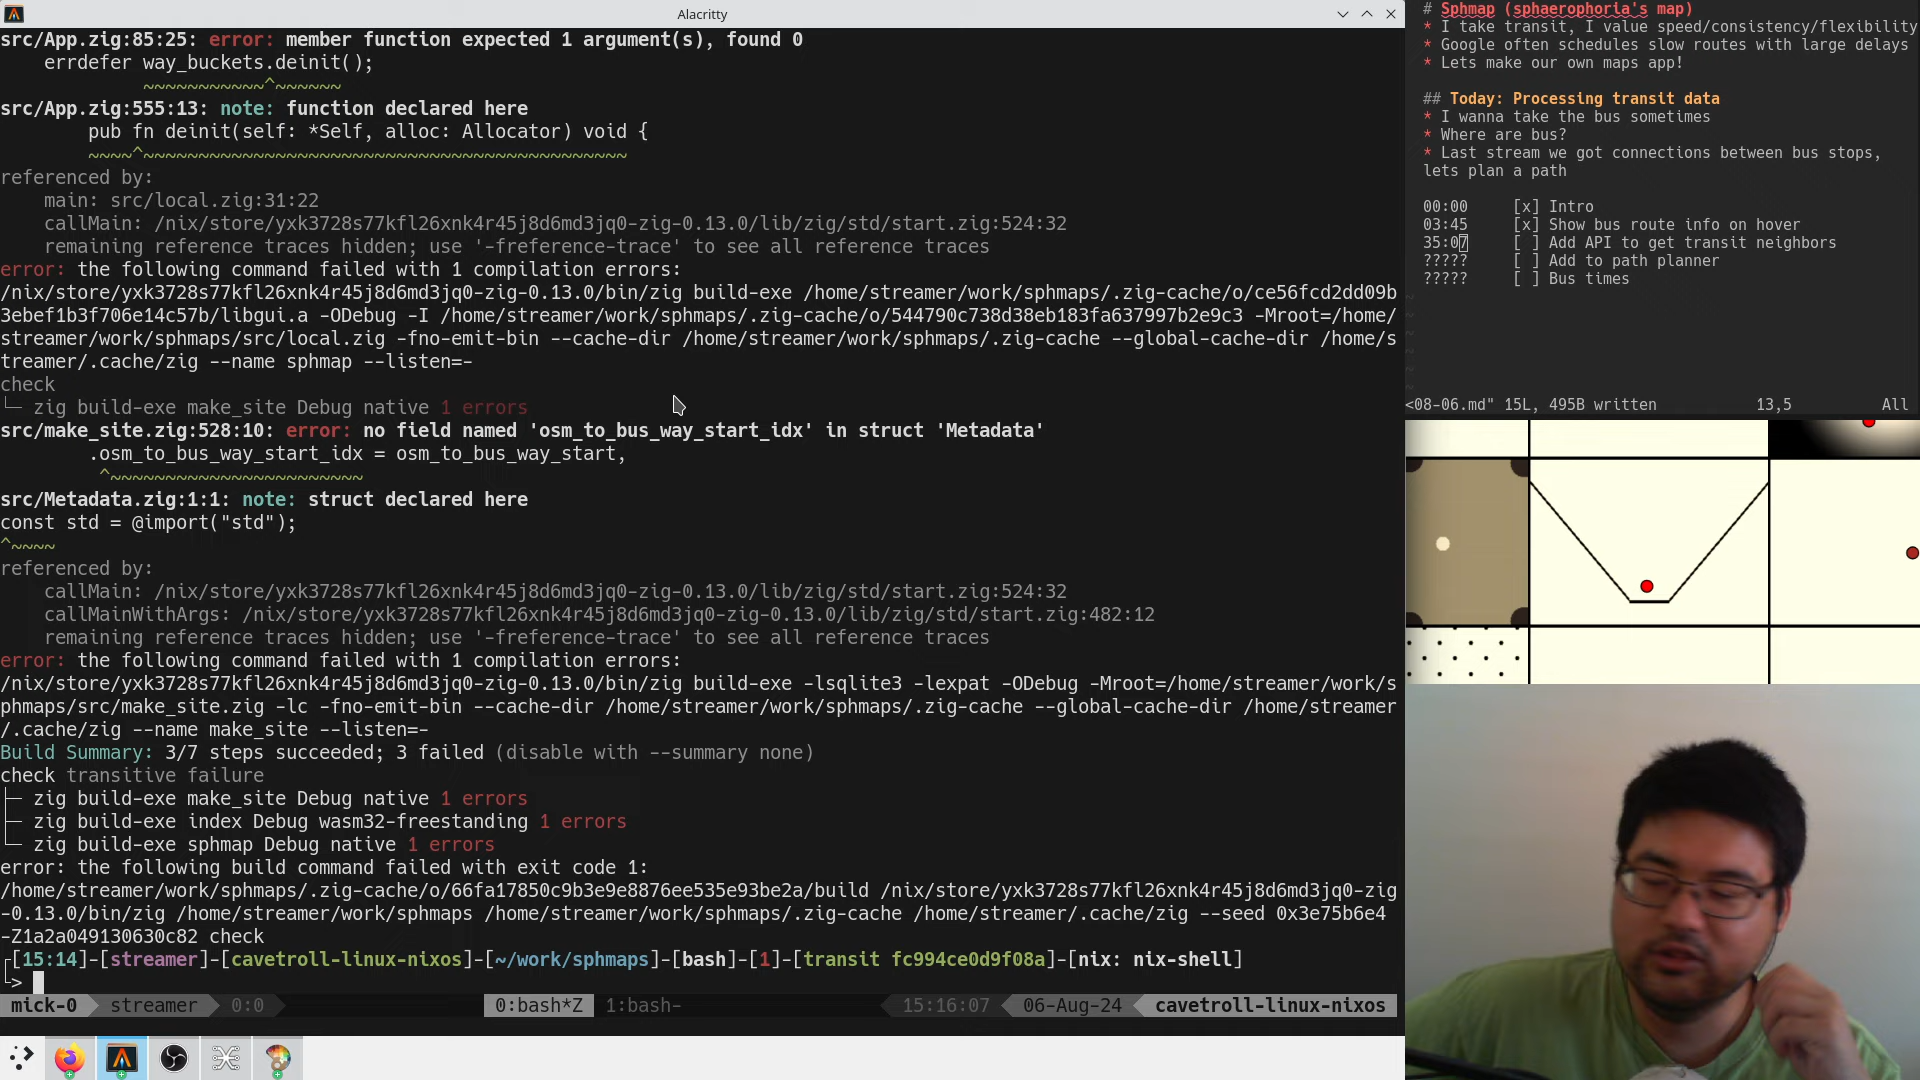 Alacritty
src/App.zig:85:25: error: member function expected 1 argument(s), found 0
    errdefer way_buckets.deinit();
             ~~~~~~~~~~~^~~~~~~
src/App.zig:555:13: note: function declared here
        pub fn deinit(self: *Self, alloc: Allocator) void {
        ~~~~^~~~~~~~~~~~~~~~~~~~~~~~~~~~~~~~~~~~~~~~~~~~~
referenced by:
    main: src/local.zig:31:22
    callMain: /nix/store/yxk3728s77kfl26xnk4r45j8d6md3jq0-zig-0.13.0/lib/zig/std/start.zig:524:32
    remaining reference traces hidden; use '-freference-trace' to see all reference traces
error: the following command failed with 1 compilation errors:
/nix/store/yxk3728s77kfl26xnk4r45j8d6md3jq0-zig-0.13.0/bin/zig build-exe /home/streamer/work/sphmaps/.zig-cache/o/ce56fcd2dd09b
3ebef1b3f706e14c57b/libgui.a -ODebug -I /home/streamer/work/sphmaps/.zig-cache/o/544790c738d38eb183fa637997b2e9c3 -Mroot=/home/
streamer/work/sphmaps/src/local.zig -fno-emit-bin --cache-dir /home/streamer/work/sphmaps/.zig-cache --global-cache-dir /home/s
treamer/.cache/zig --name sphmap --listen=-
check
└─ zig build-exe make_site Debug native 1 errors
src/make_site.zig:528:10: error: no field named 'osm_to_bus_way_start_idx' in struct 'Metadata'
        .osm_to_bus_way_start_idx = osm_to_bus_way_start,
         ^~~~~~~~~~~~~~~~~~~~~~~~
src/Metadata.zig:1:1: note: struct declared here
const std = @import("std");
^~~~~
referenced by:
    callMain: /nix/store/yxk3728s77kfl26xnk4r45j8d6md3jq0-zig-0.13.0/lib/zig/std/start.zig:524:32
    callMainWithArgs: /nix/store/yxk3728s77kfl26xnk4r45j8d6md3jq0-zig-0.13.0/lib/zig/std/start.zig:482:12
    remaining reference traces hidden; use '-freference-trace' to see all reference traces
error: the following command failed with 1 compilation errors:
/nix/store/yxk3728s77kfl26xnk4r45j8d6md3jq0-zig-0.13.0/bin/zig build-exe -lsqlite3 -lexpat -ODebug -Mroot=/home/streamer/work/s
phmaps/src/make_site.zig -lc -fno-emit-bin --cache-dir /home/streamer/work/sphmaps/.zig-cache --global-cache-dir /home/streamer
/.cache/zig --name make_site --listen=-
Build Summary: 3/7 steps succeeded; 3 failed (disable with --summary none)
check transitive failure
├─ zig build-exe make_site Debug native 1 errors
├─ zig build-exe index Debug wasm32-freestanding 1 errors
└─ zig build-exe sphmap Debug native 1 errors
error: the following build command failed with exit code 1:
/home/streamer/work/sphmaps/.zig-cache/o/66fa17850c9b3e9e8876ee535e93be2a/build /nix/store/yxk3728s77kfl26xnk4r45j8d6md3jq0-zig
-0.13.0/bin/zig /home/streamer/work/sphmaps /home/streamer/work/sphmaps/.zig-cache /home/streamer/.cache/zig --seed 0x3e75b6e4
-Z1a2a049130630c82 check
┌[15:14]-[streamer]-[cavetroll-linux-nixos]-[~/work/sphmaps]-[bash]-[1]-[transit fc994ce0d9f08a]-[nix: nix-shell]
└>
mick-0 streamer 0:0 0:bash*Z 1:bash- 15:16:07 06-Aug-24 cavetroll-linux-nixos
# Sphmap (sphaerophoria's map)
* I take transit, I value speed/consistency/flexibility
* Google often schedules slow routes with large delays
* Lets make our own maps app!
## Today: Processing transit data
* I wanna take the bus sometimes
* Where are bus?
* Last stream we got connections between bus stops,
lets plan a path
00:00     [x] Intro
03:45     [x] Show bus route info on hover
35:07     [ ] Add API to get transit neighbors
?????     [ ] Add to path planner
?????     [ ] Bus times
~
~
~
~
~
<08-06.md" 15L, 495B written 13,5 All